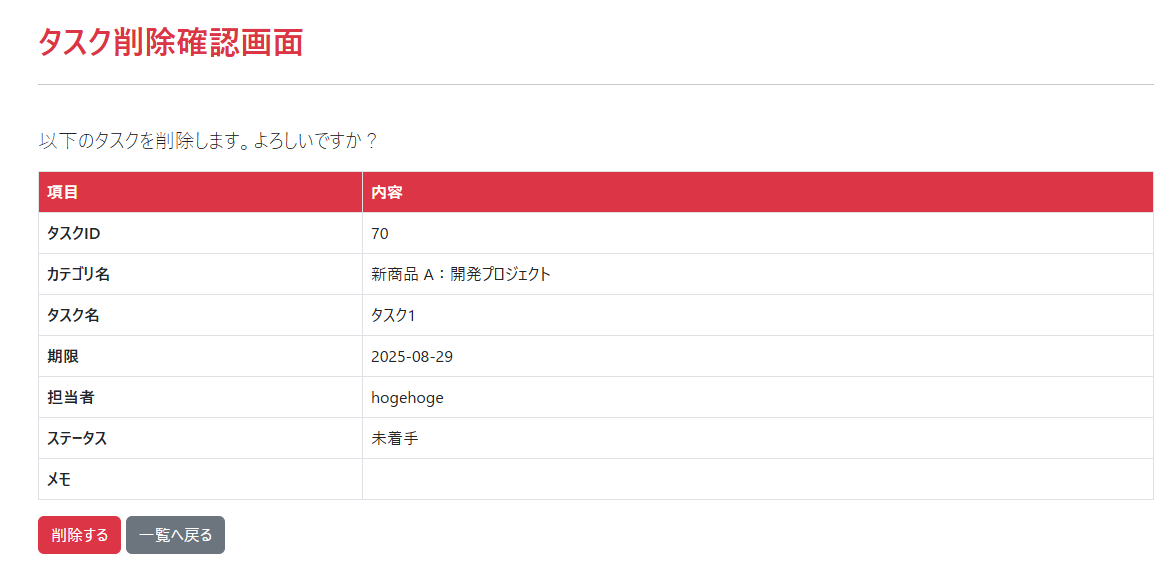 タスク削除確認画面
以下のタスクを削除します。よろしいですか？
項目 内容
タスクID 70
カテゴリ名 新商品 A：開発プロジェクト
タスク名 タスク1
期限 2025-08-29
担当者 hogehoge
ステータス 未着手
メモ
削除する 一覧へ戻る